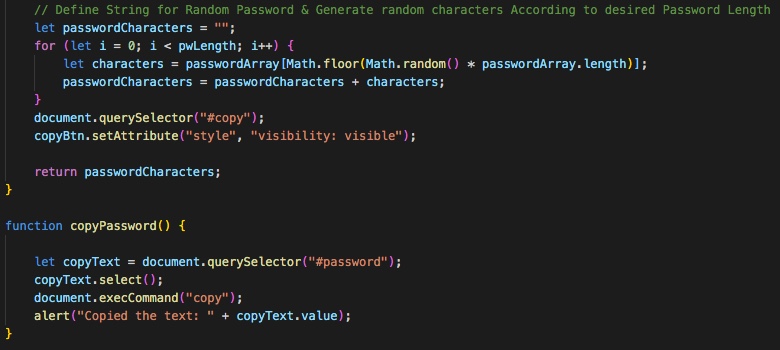 // Define String for Random Password & Generate random characters According to desired Password Length
let passwordCharacters = "";
for (let i = 0; i < pwLength; i++) {
let characters = passwordArray[Math.floor(Math.random() * passwordArray.length)];
passwordCharacters = passwordCharacters + characters;
}
document.querySelector("#copy");
copyBtn.setAttribute("style", "visibility: visible");
return passwordCharacters;
}
function copyPassword() {
let copyText = document.querySelector("#password");
copyText.select();
document.execCommand("copy");
alert("Copied the text: " + copyText.value);
}